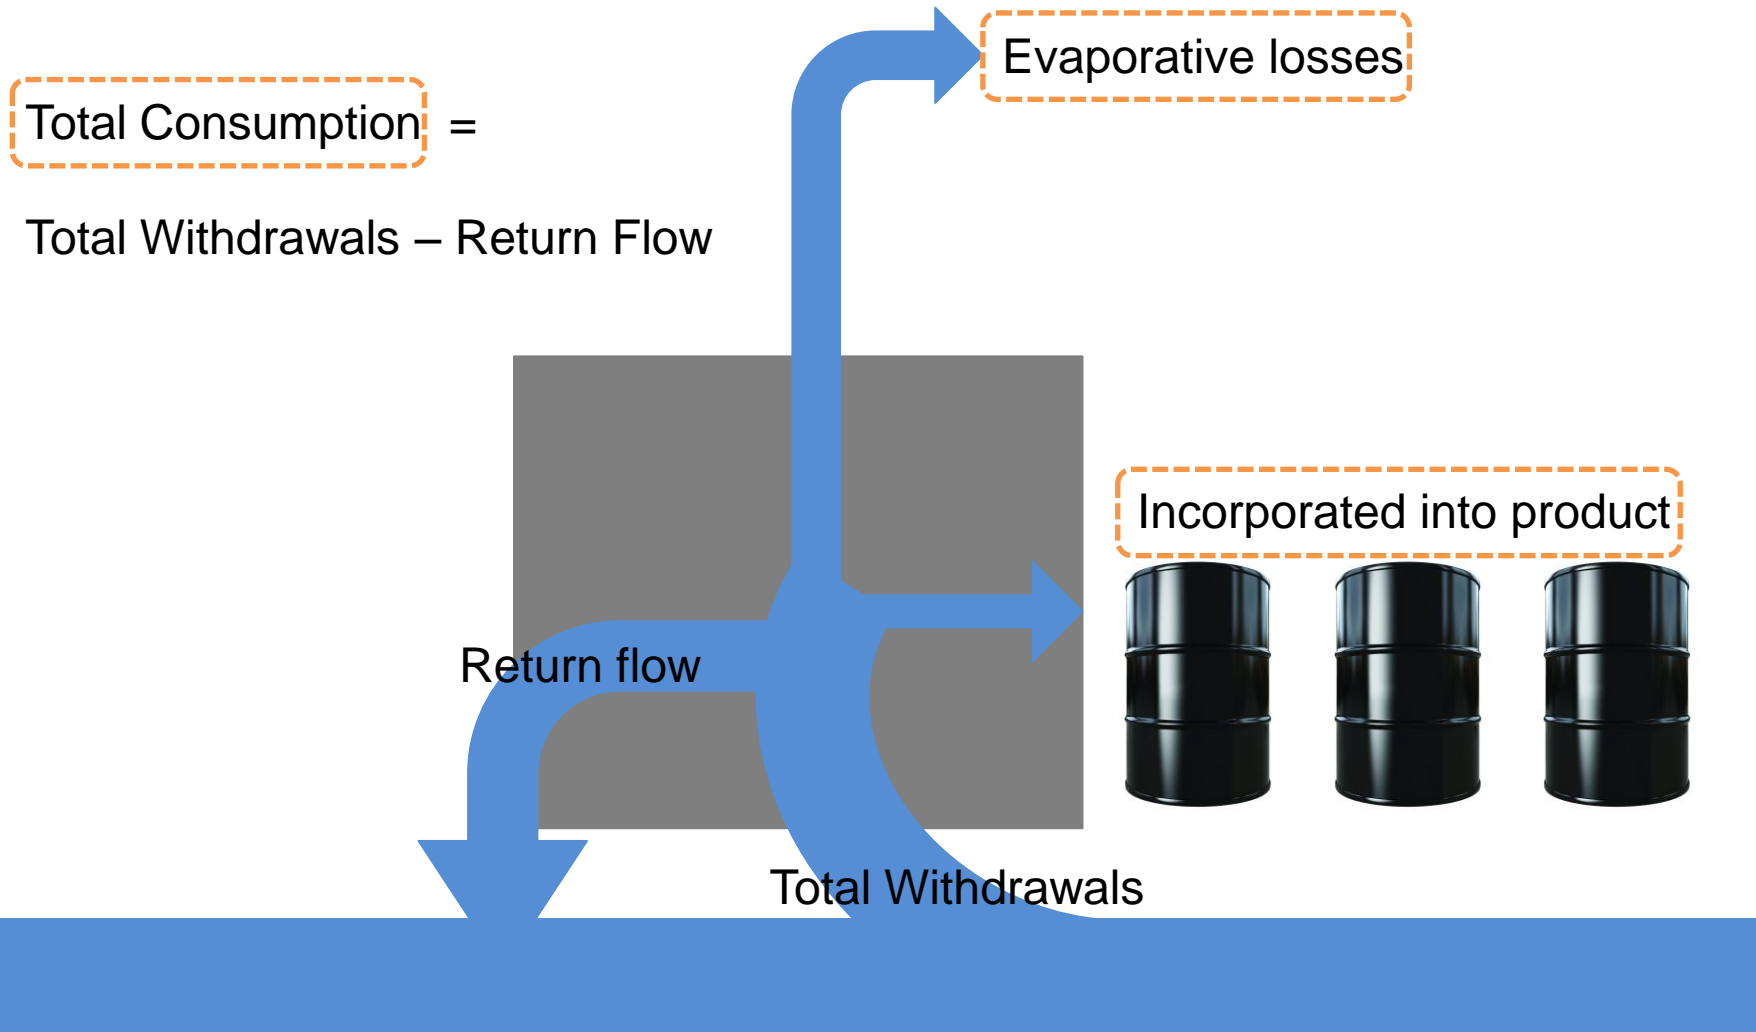 Evaporative losses
Total Consumption =
Total Withdrawals – Return Flow
Incorporated into product
Return flow
Total Withdrawals